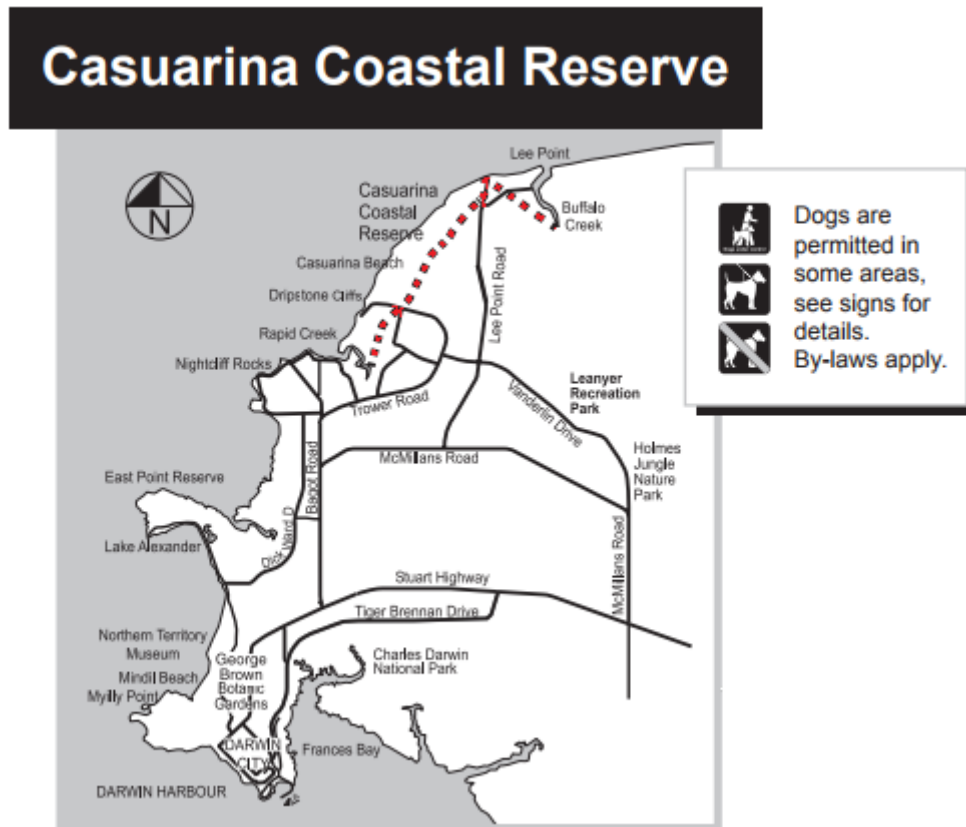 Casuarina Coastal Reserve
Lee Point
Casuarina
Coastal
Reserve
Buffalo
Creek
Casuarina Beach
Dripstone Cliffs
Rapid Creek
Nightcliff Rocks
Lee Point Road
Trower Road
Vanderlin Drive
Leanyer
Recreation
Park
McMillans Road
Holmes
Jungle
Nature
Park
Bagot Road
East Point Reserve
Lake Alexander
Dick Ward D
McMillans Road
Stuart Highway
Tiger Brennan Drive
Northern Territory
Museum
Mindil Beach
Myilly Point
George
Brown
Botanic
Gardens
Charles Darwin
National Park
DARWIN
CITY
Frances Bay
DARWIN HARBOUR
N
Dogs are
permitted in
some areas,
see signs for
details.
By-laws apply.